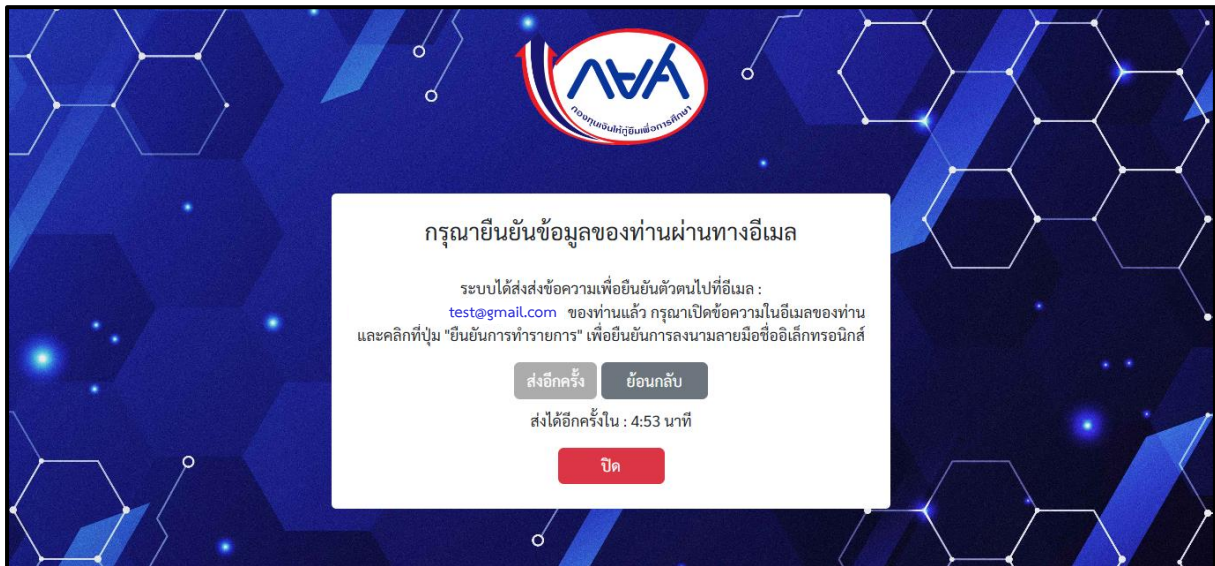 กยศ
กองทุนเงินให้กู้ยืมเพื่อการศึกษา
กรุณายืนยันข้อมูลของท่านผ่านทางอีเมล
ระบบได้ส่งส่งข้อความเพื่อยืนยันตัวตนไปที่อีเมล :
test@gmail.com ของท่านแล้ว กรุณาเปิดข้อความในอีเมลของท่าน
และคลิกที่ปุ่ม "ยืนยันการทำรายการ" เพื่อยืนยันการลงนามลายมือชื่ออิเล็กทรอนิกส์
ส่งอีกครั้ง ย้อนกลับ
ส่งได้อีกครั้งใน : 4:53 นาที
ปิด